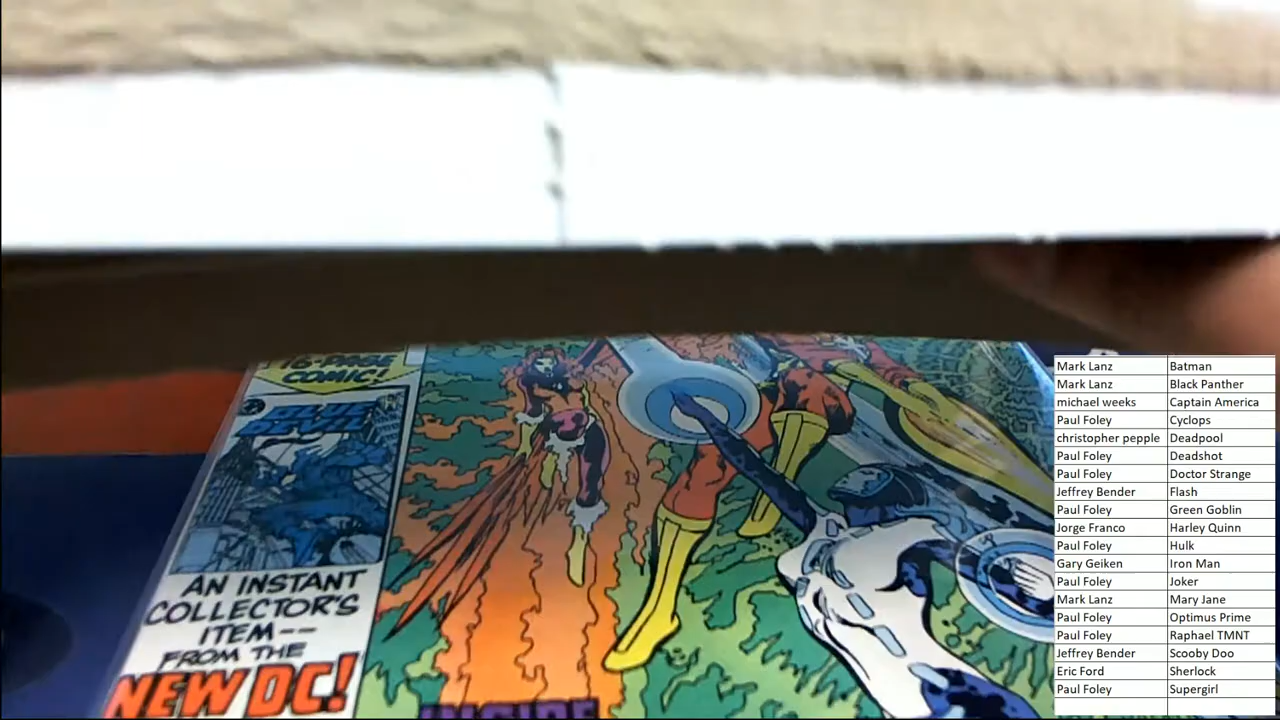 16-PAGE
COMIC!
BLUE
DEVIL
AN INSTANT
COLLECTOR'S
ITEM--
FROM THE
NEW DC!
INSIDE
Mark Lanz Batman
Mark Lanz Black Panther
michael weeks Captain America
Paul Foley Cyclops
christopher pepple Deadpool
Paul Foley Deadshot
Paul Foley Doctor Strange
Jeffrey Bender Flash
Paul Foley Green Goblin
Jorge Franco Harley Quinn
Paul Foley Hulk
Gary Geiken Iron Man
Paul Foley Joker
Mark Lanz Mary Jane
Paul Foley Optimus Prime
Paul Foley Raphael TMNT
Jeffrey Bender Scooby Doo
Eric Ford Sherlock
Paul Foley Supergirl